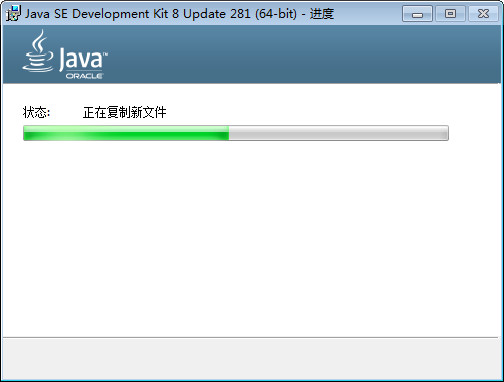 Java SE Development Kit 8 Update 281 (64-bit) - 进度
Java™
ORACLE
状态: 正在复制新文件